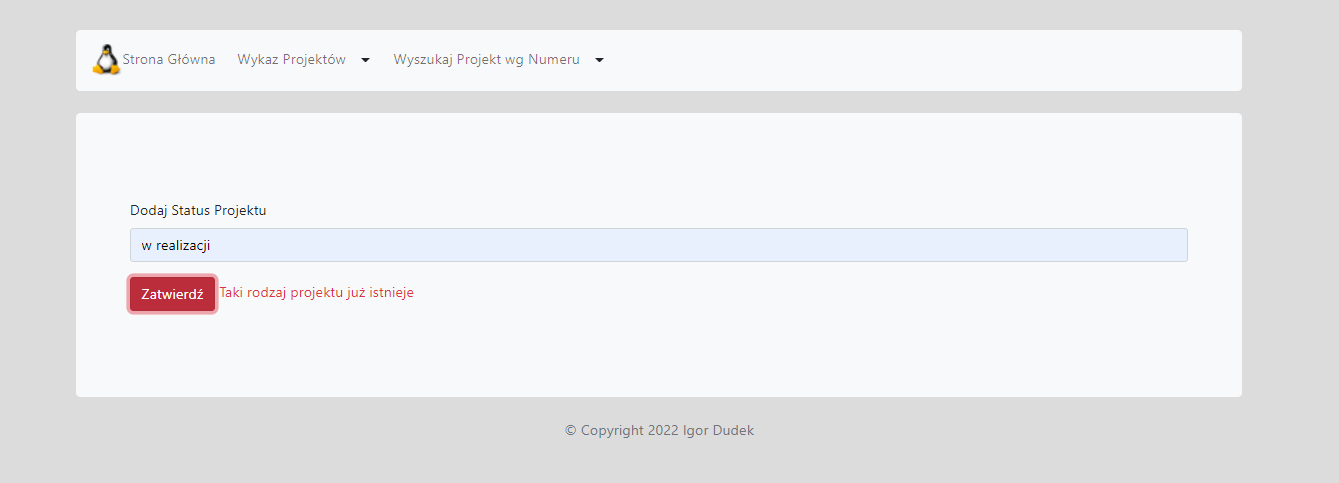 Strona Główna Wykaz Projektów Wyszukaj Projekt wg Numeru
Dodaj Status Projektu
w realizacji
Zatwierdź Taki rodzaj projektu już istnieje
© Copyright 2022 Igor Dudek